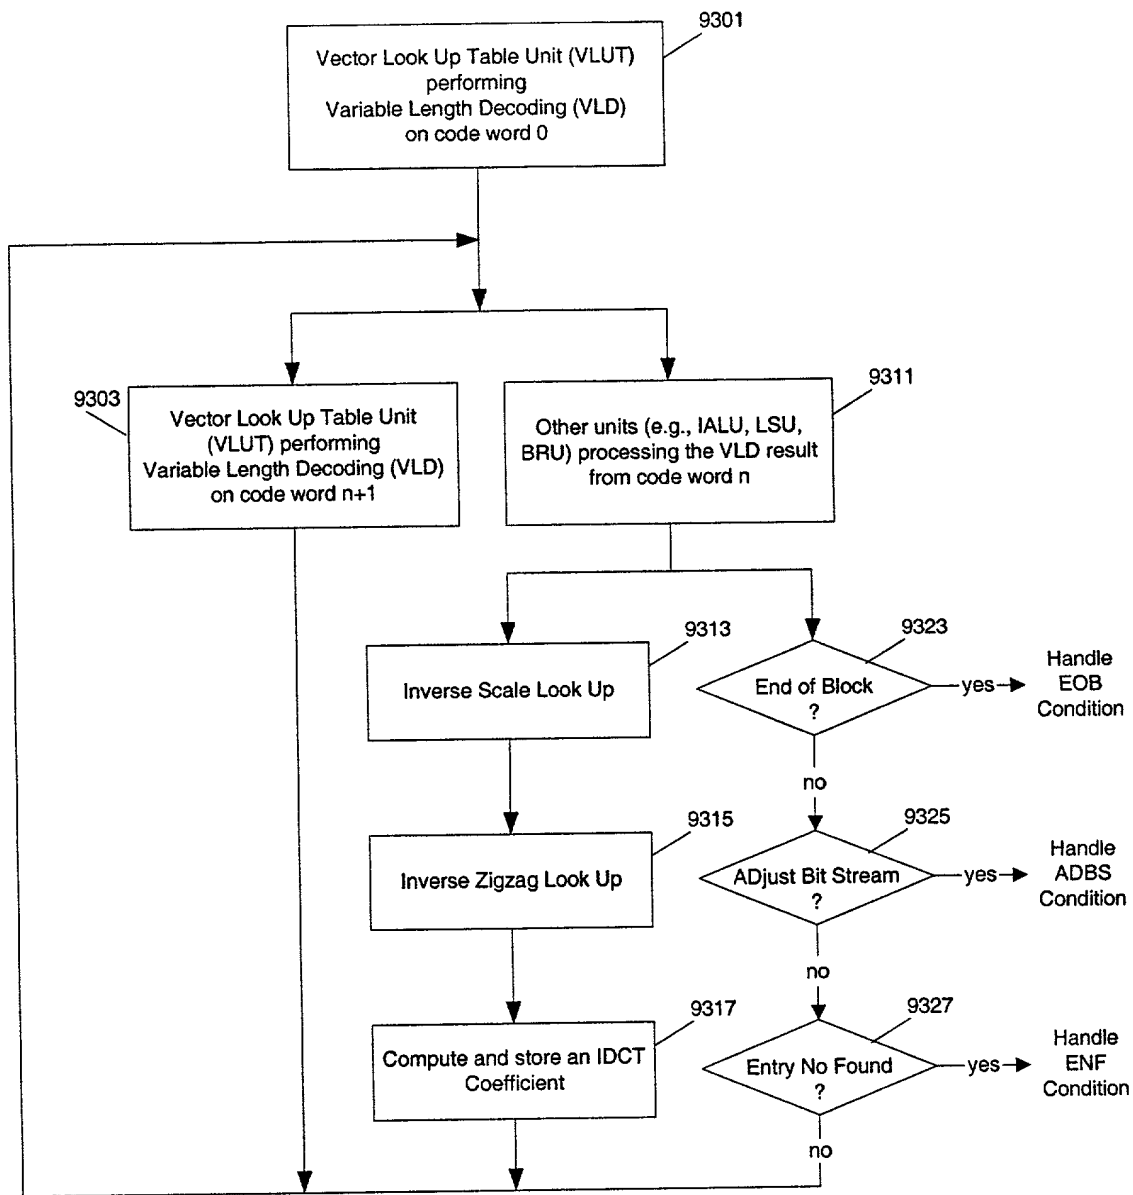 9301
Vector Look Up Table Unit (VLUT)
performing
Variable Length Decoding (VLD)
on code word 0
9303
Vector Look Up Table Unit
(VLUT) performing
Variable Length Decoding (VLD)
on code word n+1
9311
Other units (e.g., IALU, LSU,
BRU) processing the VLD result
from code word n
9313
Inverse Scale Look Up
9323
End of Block
?
yes
Handle
EOB
Condition
no
9315
Inverse Zigzag Look Up
9325
ADjust Bit Stream
?
yes
Handle
ADBS
Condition
no
9317
Compute and store an IDCT
Coefficient
9327
Entry No Found
?
yes
Handle
ENF
Condition
no